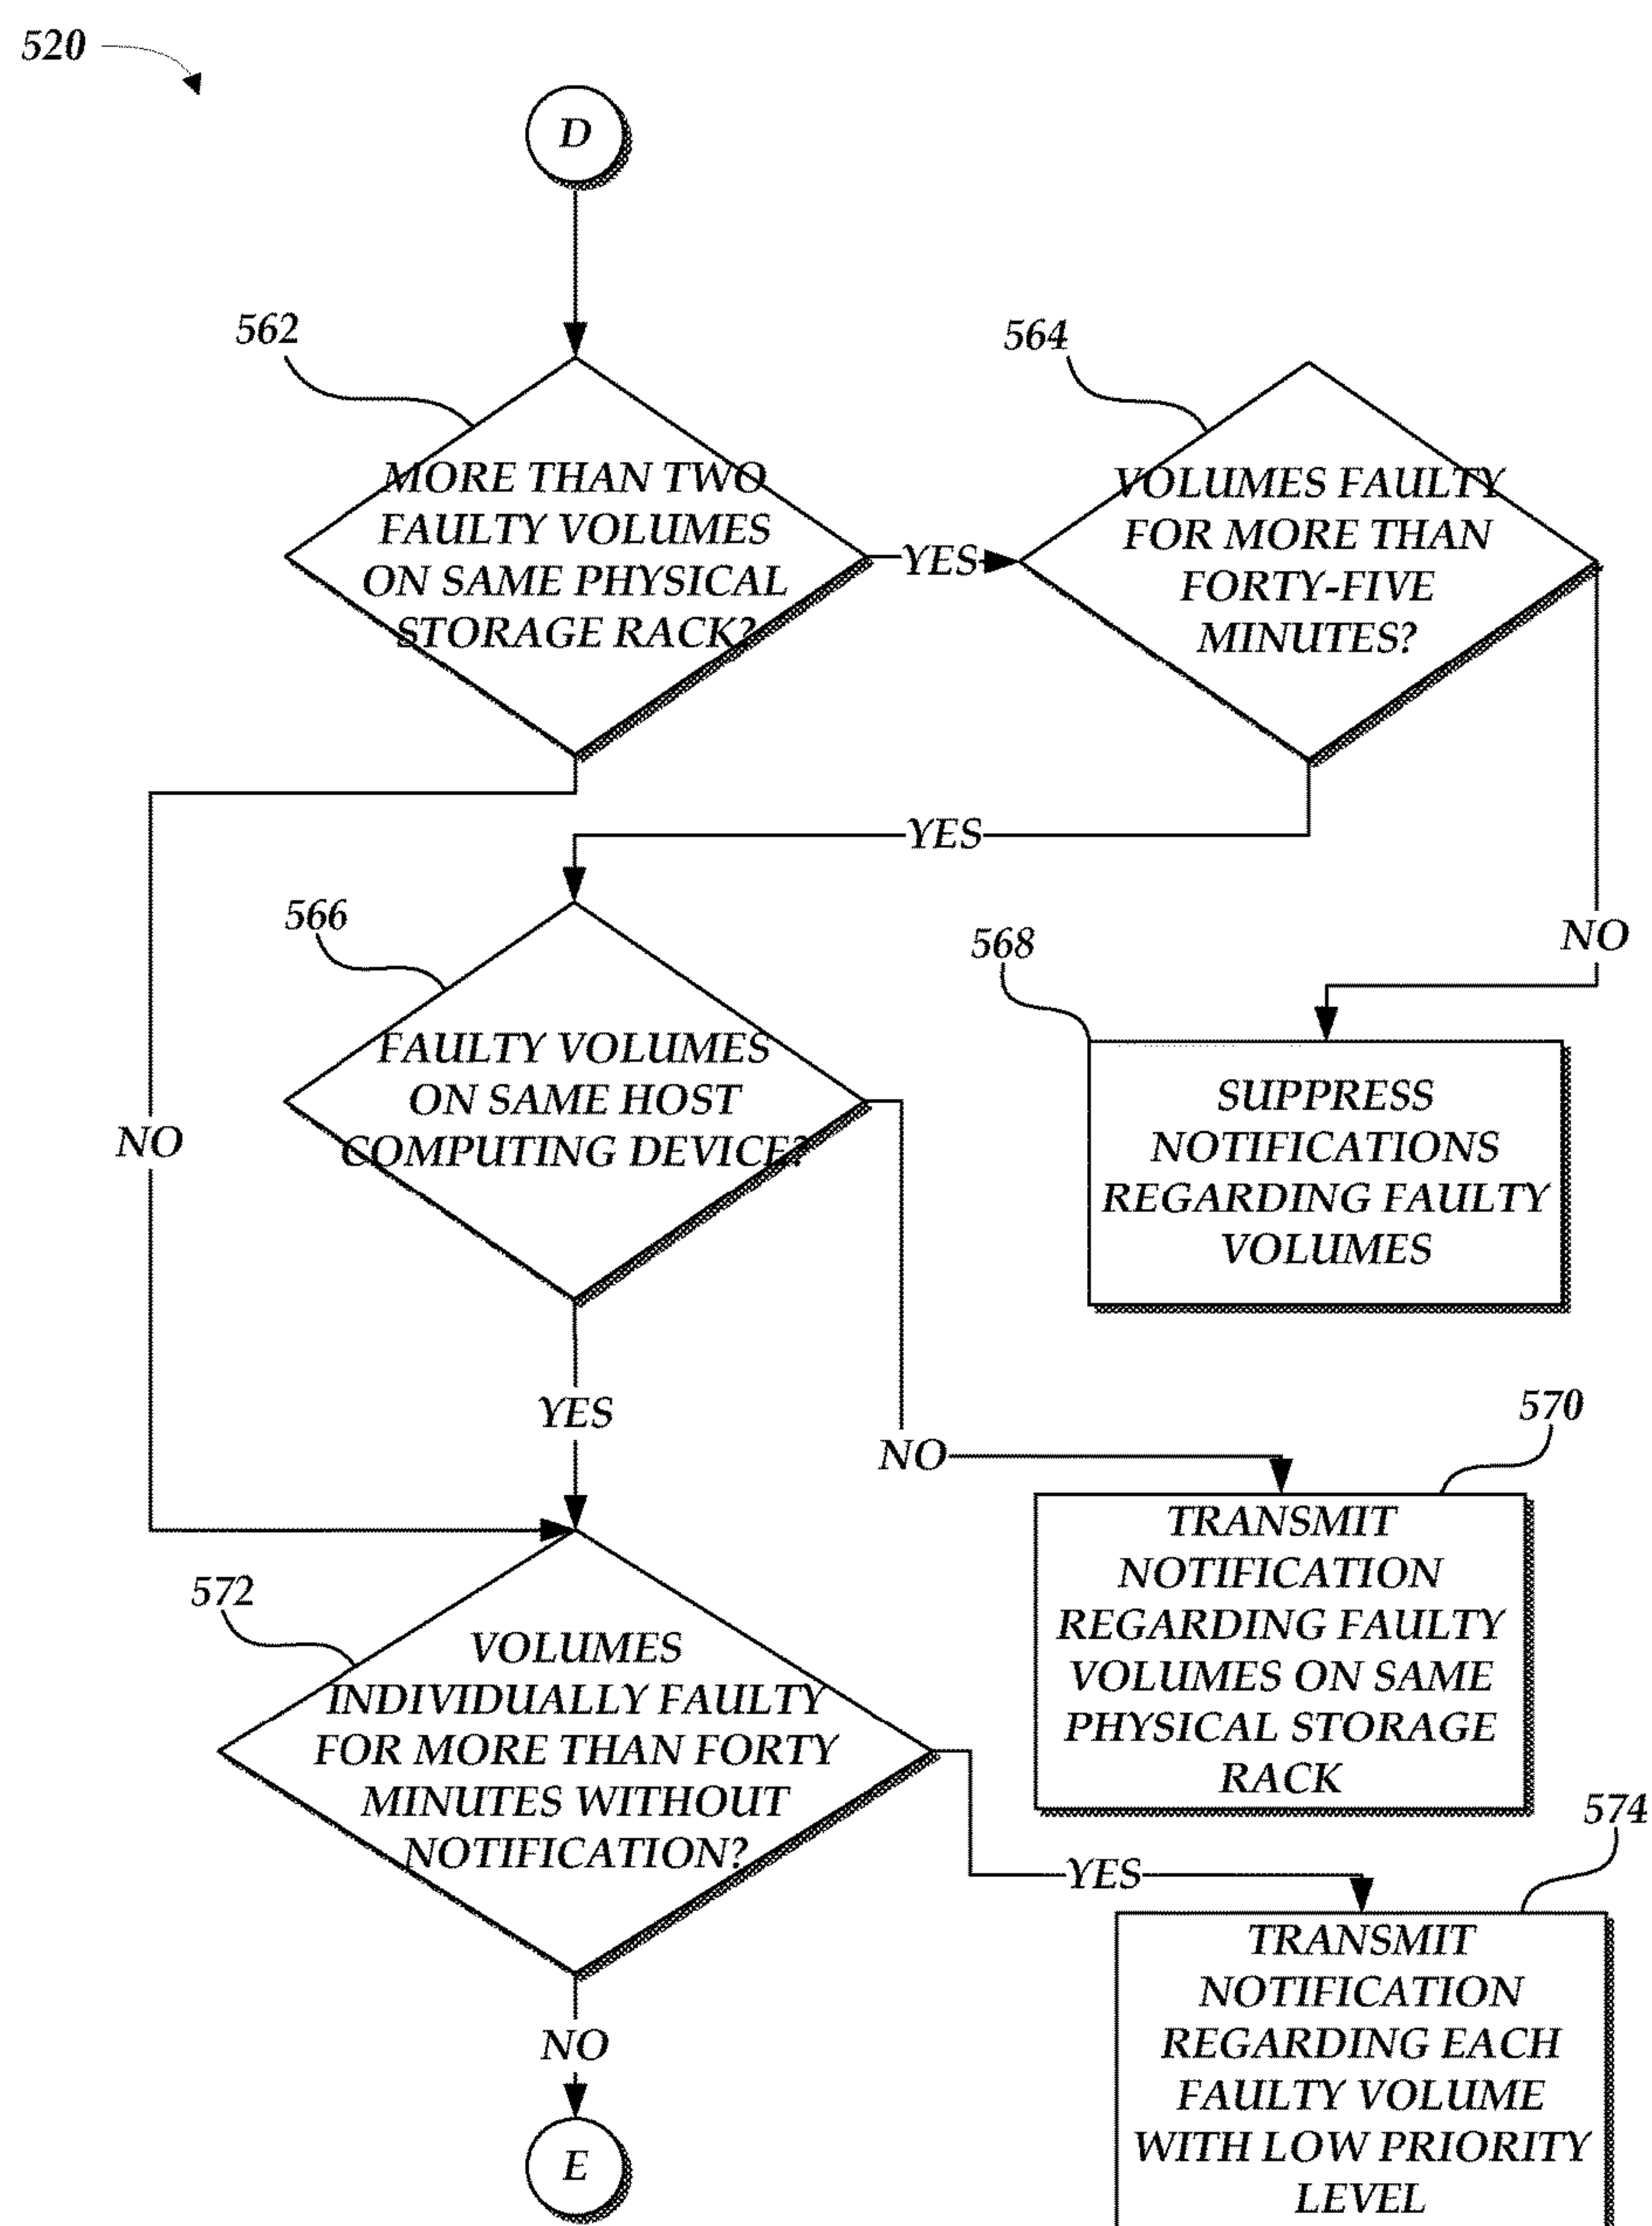 520
D
562
MORE THAN TWO
FAULTY VOLUMES
ON SAME PHYSICAL
STORAGE RACK?
YES
564
VOLUMES FAULTY
FOR MORE THAN
FORTY-FIVE
MINUTES?
YES
NO
566
FAULTY VOLUMES
ON SAME HOST
COMPUTING DEVICE?
568
SUPPRESS
NOTIFICATIONS
REGARDING FAULTY
VOLUMES
NO
YES
NO
570
TRANSMIT
NOTIFICATION
REGARDING FAULTY
VOLUMES ON SAME
PHYSICAL STORAGE
RACK
572
VOLUMES
INDIVIDUALLY FAULTY
FOR MORE THAN FORTY
MINUTES WITHOUT
NOTIFICATION?
YES
574
TRANSMIT
NOTIFICATION
REGARDING EACH
FAULTY VOLUME
WITH LOW PRIORITY
LEVEL
NO
E